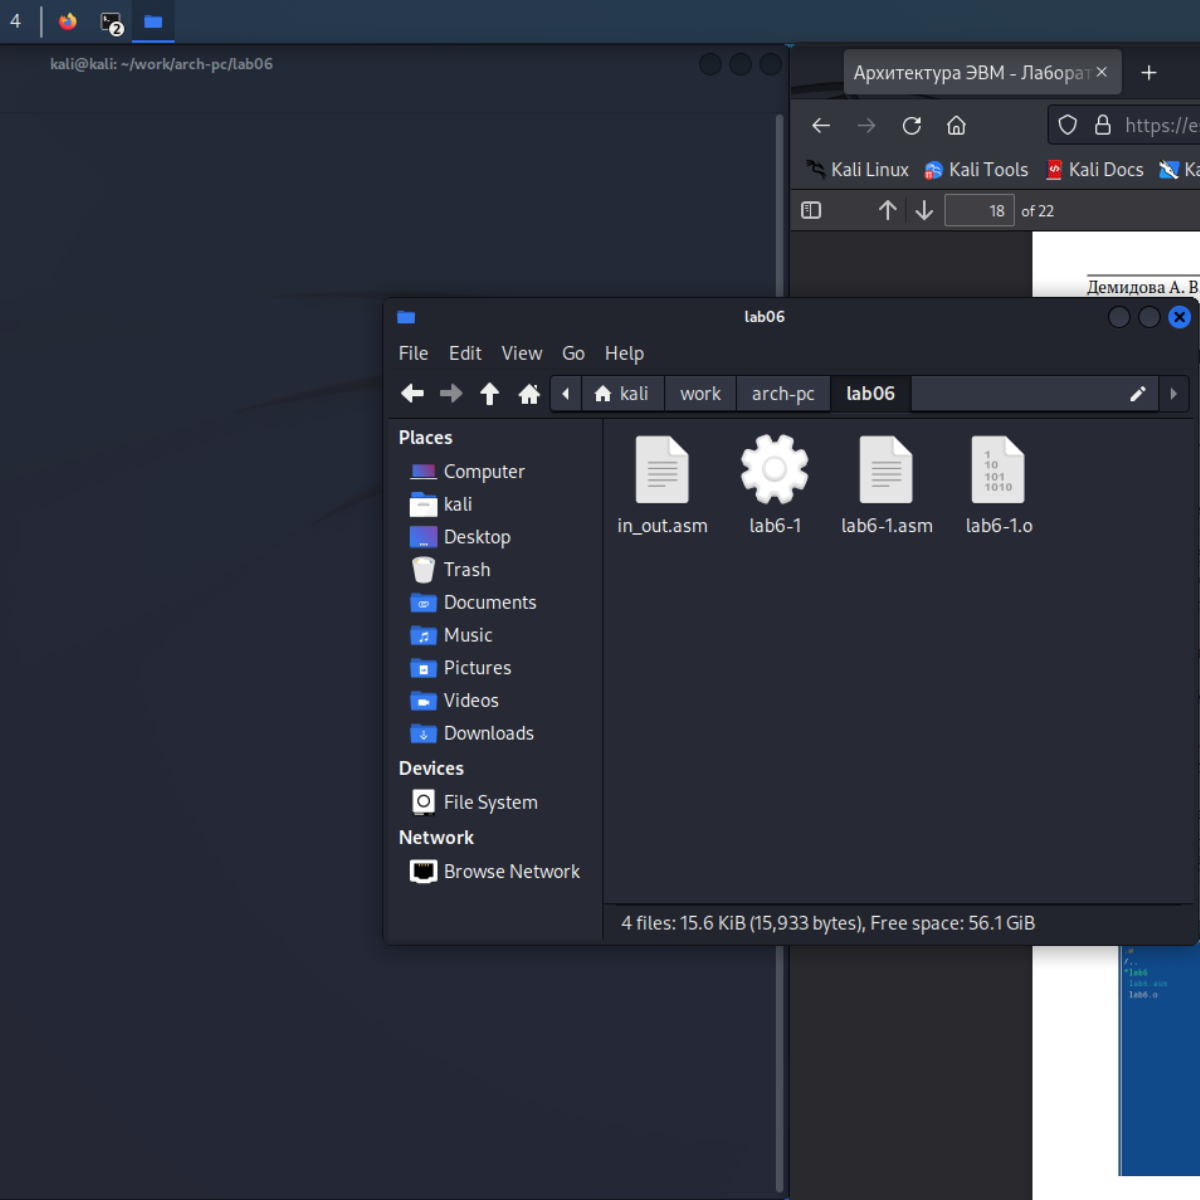 4
2
kali@kali: ~/work/arch-pc/lab06
Архитектура ЭВМ - Лаборат
https://e
Kali Linux
Kali Tools
Kali Docs
Ka
18 of 22
Демидова А. В.
lab06
File Edit View Go Help
kali work arch-pc lab06
Places
Computer
kali
Desktop
Trash
Documents
Music
Pictures
Videos
Downloads
Devices
File System
Network
Browse Network
1
10
101
1010
in_out.asm
lab6-1
lab6-1.asm
lab6-1.o
4 files: 15.6 KiB (15,933 bytes), Free space: 56.1 GiB
/..
*lab6
lab6.asm
lab6.o